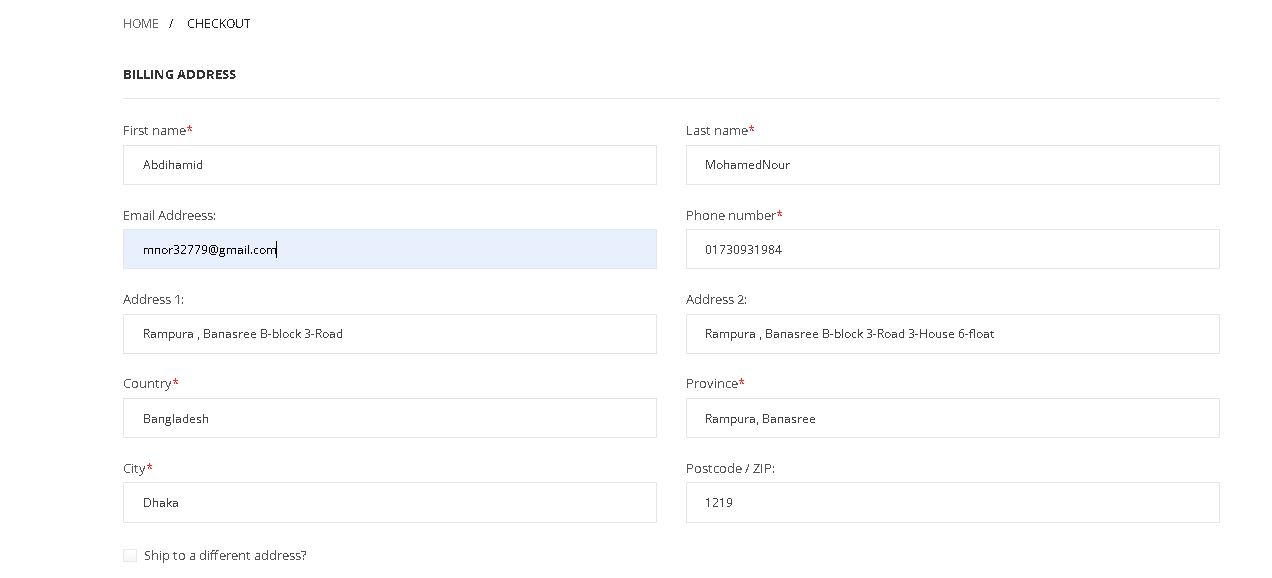 HOME / CHECKOUT
BILLING ADDRESS
First name* Last name*
Abdihamid MohamedNour
Email Addreess: Phone number*
mnor32779@gmail.com 01730931984
Address 1: Address 2:
Rampura , Banasree B-block 3-Road Rampura , Banasree B-block 3-Road 3-House 6-float
Country* Province*
Bangladesh Rampura, Banasree
City* Postcode / ZIP:
Dhaka 1219
Ship to a different address?